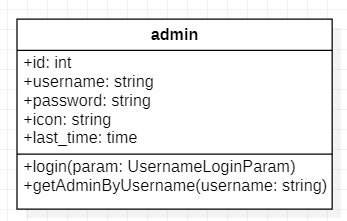 admin
+id: int
+username: string
+password: string
+icon: string
+last_time: time
+login(param: UsernameLoginParam)
+getAdminByUsername(username: string)